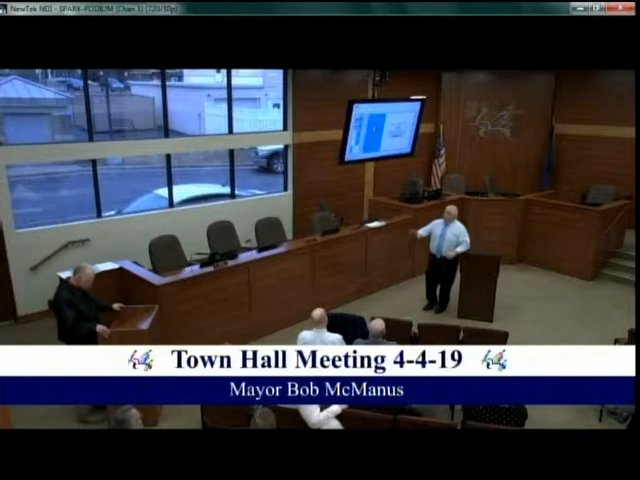 NewTek NDI - SPARK-PODIUM (Chan 1) (720/30p)
Town Hall Meeting 4-4-19
Mayor Bob McManus